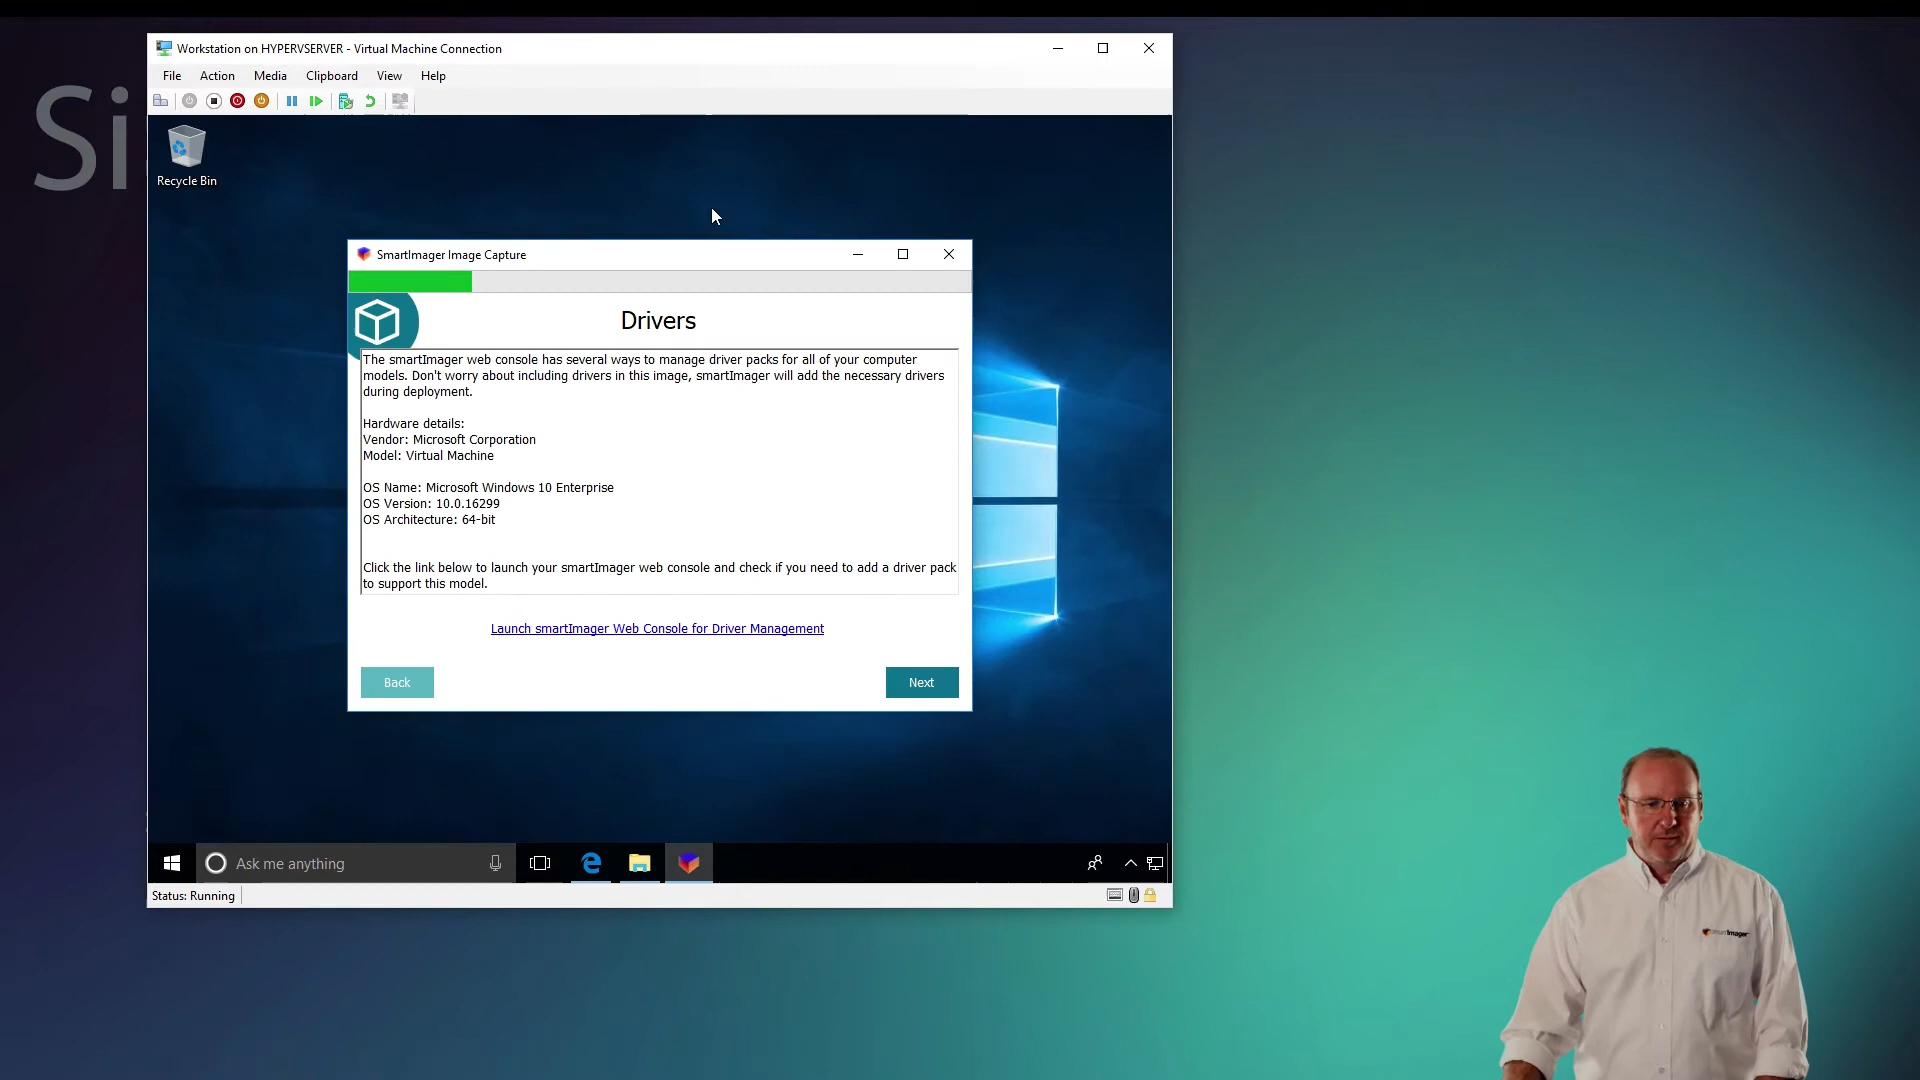 Si
Workstation on HYPERVSERVER - Virtual Machine Connection
File Action Media Clipboard View Help
Recycle Bin
SmartImager Image Capture
Drivers
The smartImager web console has several ways to manage driver packs for all of your computer
models. Don't worry about including drivers in this image, smartImager will add the necessary drivers
during deployment.
Hardware details:
Vendor: Microsoft Corporation
Model: Virtual Machine
OS Name: Microsoft Windows 10 Enterprise
OS Version: 10.0.16299
OS Architecture: 64-bit
Click the link below to launch your smartImager web console and check if you need to add a driver pack
to support this model.
Launch smartImager Web Console for Driver Management
Back
Next
Ask me anything
Status: Running
smartImager